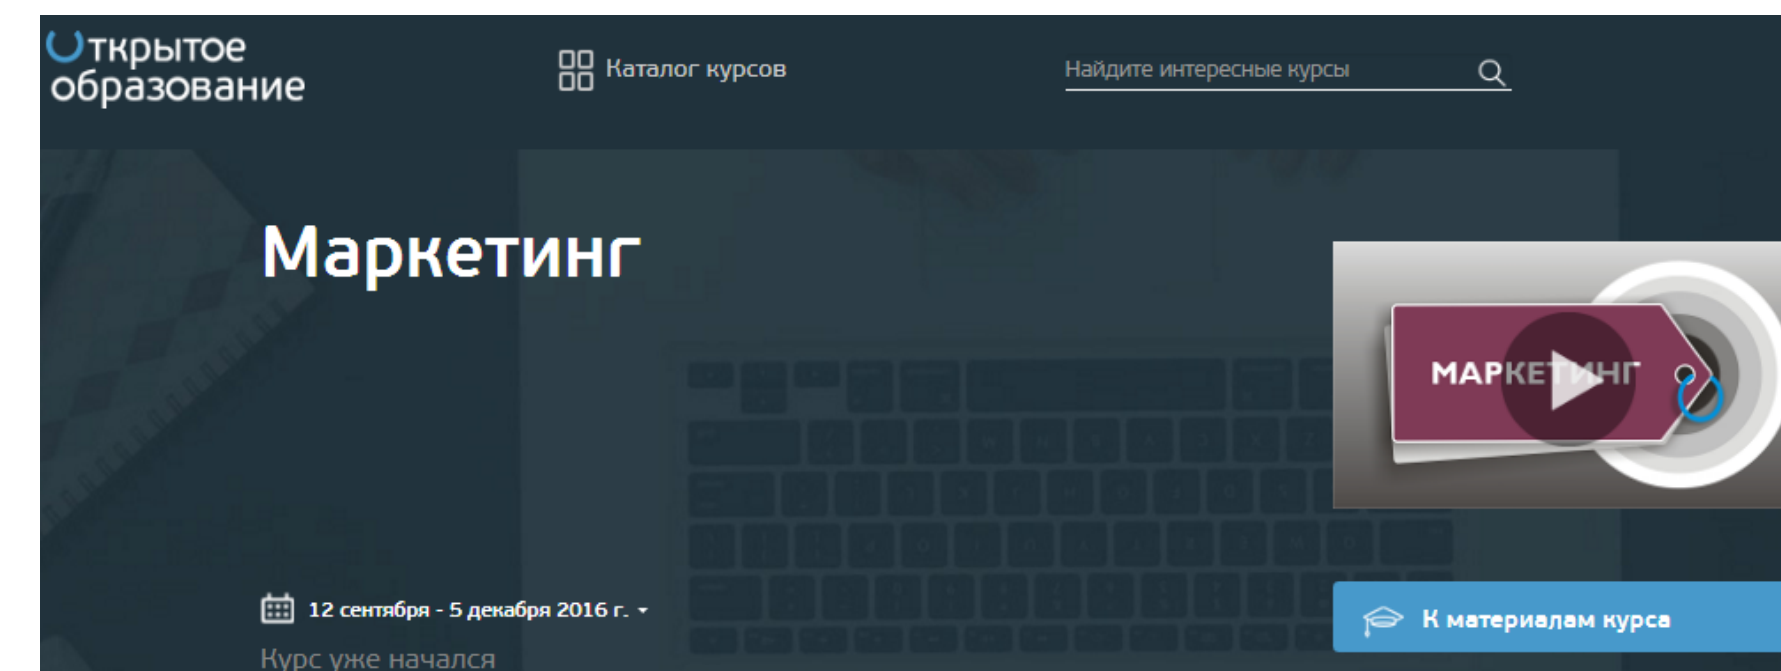 Открытое
образование
Каталог курсов
Найдите интересные курсы
Маркетинг
МАРКЕТИНГ
12 сентября - 5 декабря 2016 г.
К материалам курса
Курс уже начался